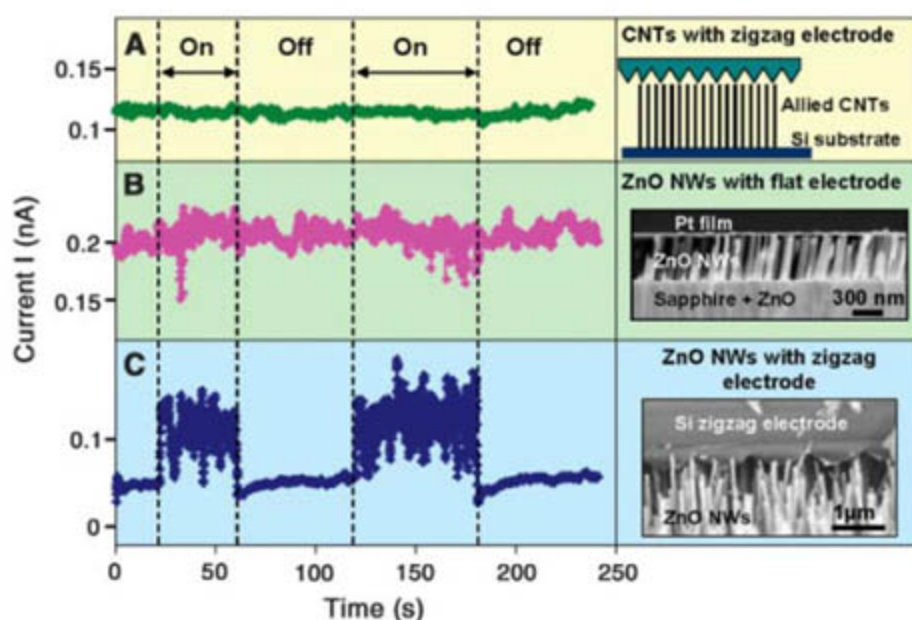 A
On
Off
On
Off
CNTs with zigzag electrode
0.15
0.1
Allied CNTs
Si substrate
B
ZnO NWs with flat electrode
0.2
0.15
Pt film
ZnO NWs
Sapphire + ZnO
300 nm
C
ZnO NWs with zigzag
electrode
0.1
0
Si zigzag electrode
ZnO NWs
1μm
Current I (nA)
0
50
100
150
200
250
Time (s)